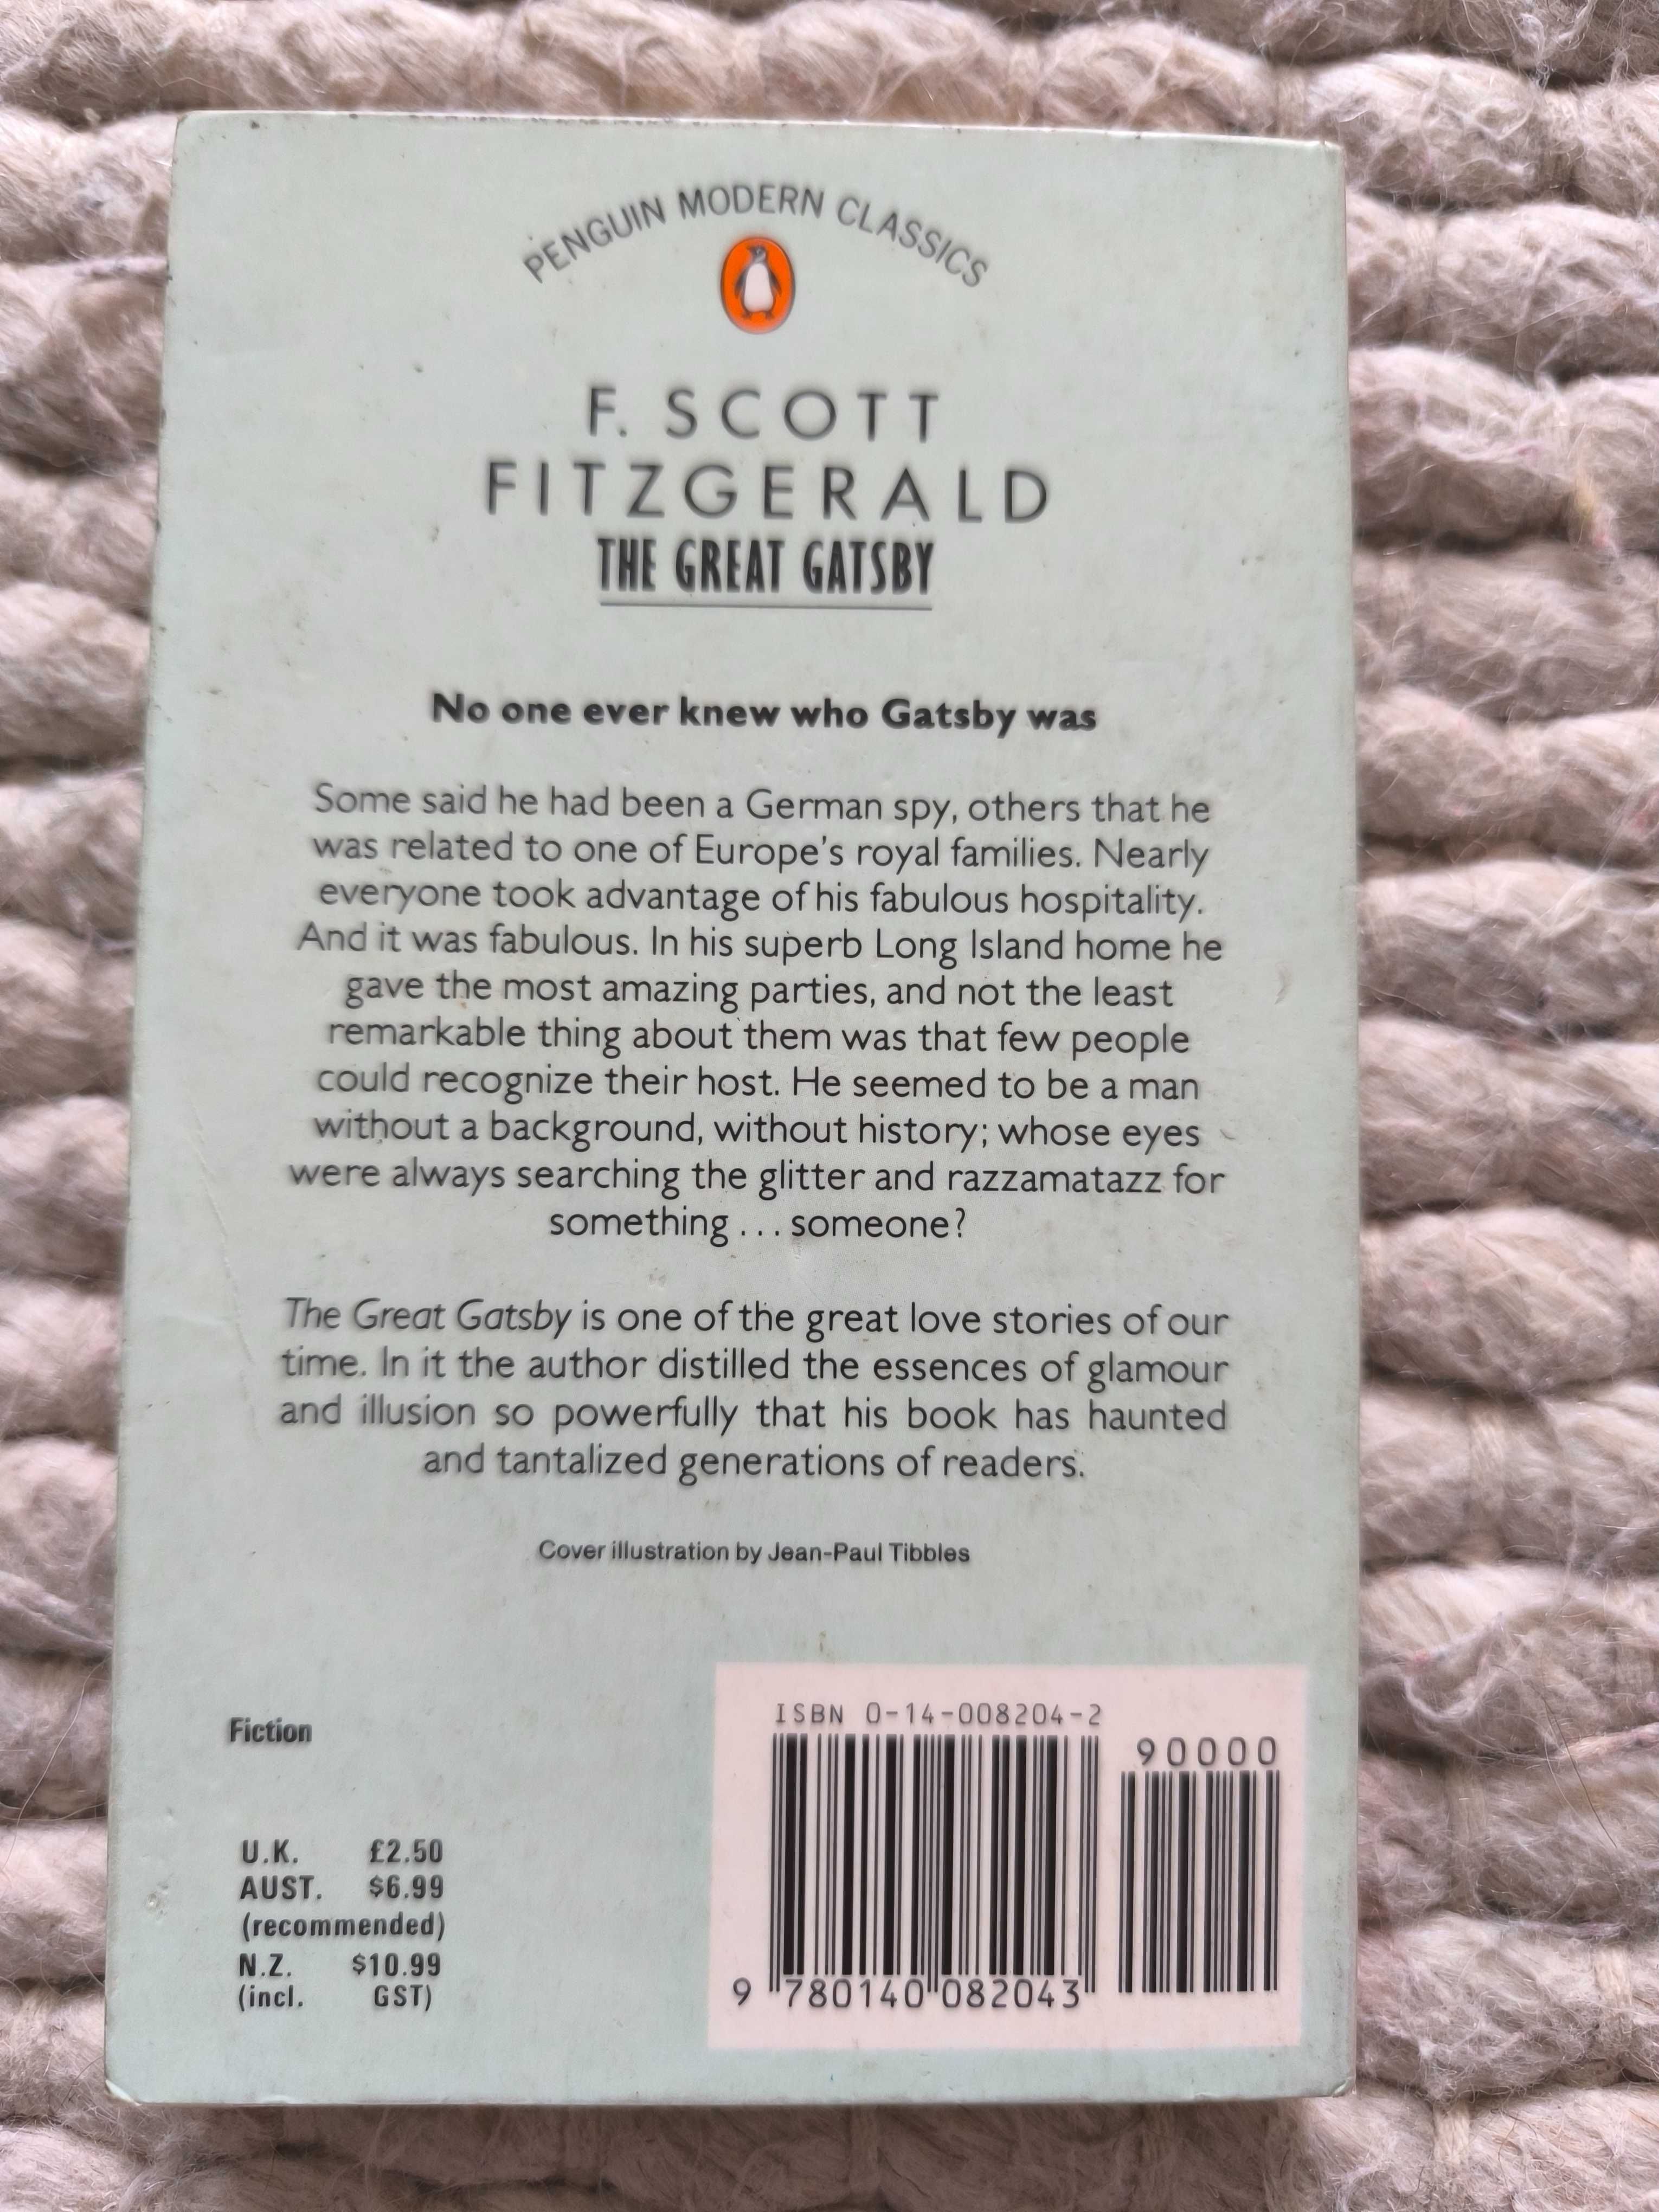 PENGUIN MODERN CLASSICS
F. SCOTT
FITZGERALD
THE GREAT GATSBY
No one ever knew who Gatsby was
Some said he had been a German spy, others that he
was related to one of Europe's royal families. Nearly
everyone took advantage of his fabulous hospitality.
And it was fabulous. In his superb Long Island home he
gave the most amazing parties, and not the least
remarkable thing about them was that few people
could recognize their host. He seemed to be a man
without a background, without history; whose eyes
were always searching the glitter and razzamatazz for
something . . . someone?
The Great Gatsby is one of the great love stories of our
time. In it the author distilled the essences of glamour
and illusion so powerfully that his book has haunted
and tantalized generations of readers.
Cover illustration by Jean-Paul Tibbles
Fiction
U.K. £2.50
AUST. $6.99
(recommended)
N.Z. $10.99
(incl. GST)
ISBN 0-14-008204-2
90000
9 780140 082043